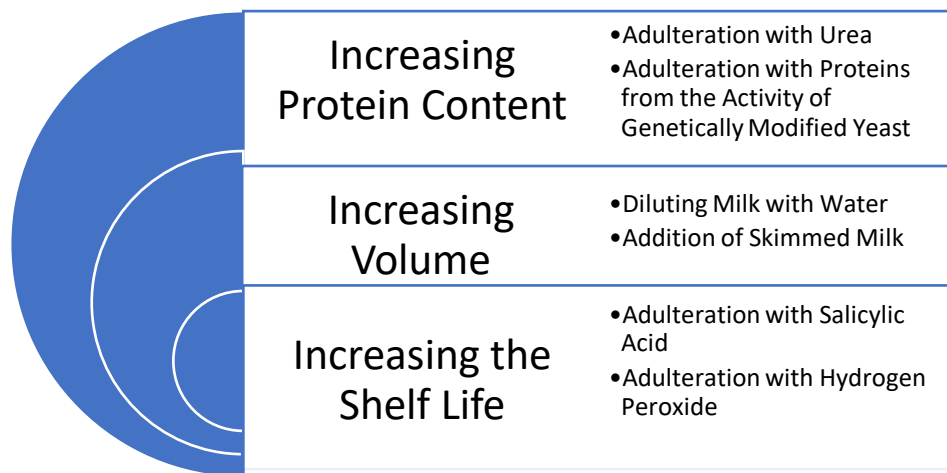 Increasing
Protein Content
•Adulteration with Urea
•Adulteration with Proteins
from the Activity of
Genetically Modified Yeast
Increasing
Volume
•Diluting Milk with Water
•Addition of Skimmed Milk
Increasing the
Shelf Life
•Adulteration with Salicylic
Acid
•Adulteration with Hydrogen
Peroxide